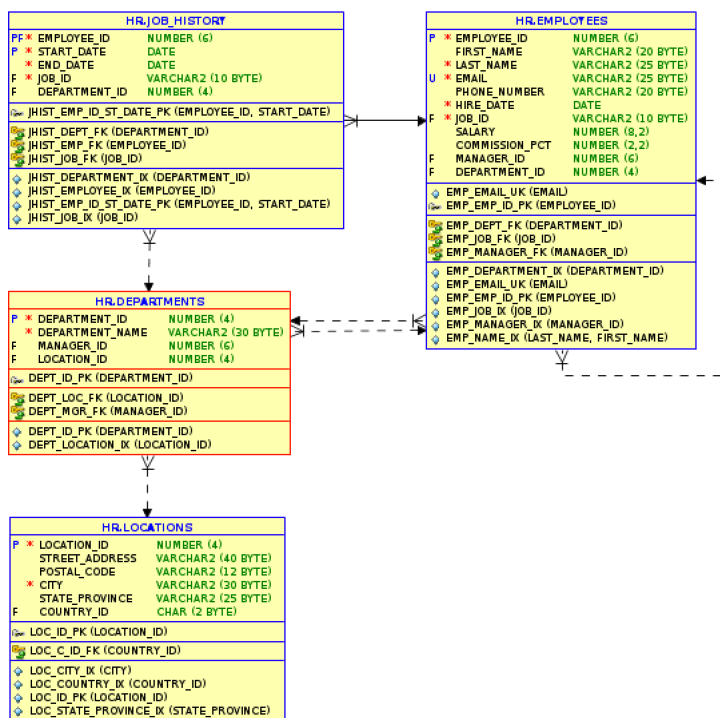 HR.JOB_HISTORY
PF* EMPLOYEE_ID NUMBER (6)
P * START_DATE DATE
* END_DATE DATE
F * JOB_ID VARCHAR2 (10 BYTE)
F DEPARTMENT_ID NUMBER (4)
JHIST_EMP_ID_ST_DATE_PK (EMPLOYEE_ID, START_DATE)
JHIST_DEPT_FK (DEPARTMENT_ID)
JHIST_EMP_FK (EMPLOYEE_ID)
JHIST_JOB_FK (JOB_ID)
JHIST_DEPARTMENT_IX (DEPARTMENT_ID)
JHIST_EMPLOYEE_IX (EMPLOYEE_ID)
JHIST_EMP_ID_ST_DATE_PK (EMPLOYEE_ID, START_DATE)
JHIST_JOB_IX (JOB_ID)
HR.EMPLOYEES
P * EMPLOYEE_ID NUMBER (6)
FIRST_NAME VARCHAR2 (20 BYTE)
* LAST_NAME VARCHAR2 (25 BYTE)
U * EMAIL VARCHAR2 (25 BYTE)
PHONE_NUMBER VARCHAR2 (20 BYTE)
* HIRE_DATE DATE
F * JOB_ID VARCHAR2 (10 BYTE)
SALARY NUMBER (8,2)
COMMISSION_PCT NUMBER (2,2)
F MANAGER_ID NUMBER (6)
F DEPARTMENT_ID NUMBER (4)
EMP_EMAIL_UK (EMAIL)
EMP_EMP_ID_PK (EMPLOYEE_ID)
EMP_DEPT_FK (DEPARTMENT_ID)
EMP_JOB_FK (JOB_ID)
EMP_MANAGER_FK (MANAGER_ID)
EMP_DEPARTMENT_IX (DEPARTMENT_ID)
EMP_EMAIL_UK (EMAIL)
EMP_EMP_ID_PK (EMPLOYEE_ID)
EMP_JOB_IX (JOB_ID)
EMP_MANAGER_IX (MANAGER_ID)
EMP_NAME_IX (LAST_NAME, FIRST_NAME)
HR.DEPARTMENTS
P * DEPARTMENT_ID NUMBER (4)
* DEPARTMENT_NAME VARCHAR2 (30 BYTE)
F MANAGER_ID NUMBER (6)
F LOCATION_ID NUMBER (4)
DEPT_ID_PK (DEPARTMENT_ID)
DEPT_LOC_FK (LOCATION_ID)
DEPT_MGR_FK (MANAGER_ID)
DEPT_ID_PK (DEPARTMENT_ID)
DEPT_LOCATION_IX (LOCATION_ID)
HR.LOCATIONS
P * LOCATION_ID NUMBER (4)
STREET_ADDRESS VARCHAR2 (40 BYTE)
POSTAL_CODE VARCHAR2 (12 BYTE)
* CITY VARCHAR2 (30 BYTE)
STATE_PROVINCE VARCHAR2 (25 BYTE)
F COUNTRY_ID CHAR (2 BYTE)
LOC_ID_PK (LOCATION_ID)
LOC_C_ID_FK (COUNTRY_ID)
LOC_CITY_IX (CITY)
LOC_COUNTRY_IX (COUNTRY_ID)
LOC_ID_PK (LOCATION_ID)
LOC_STATE_PROVINCE_IX (STATE_PROVINCE)